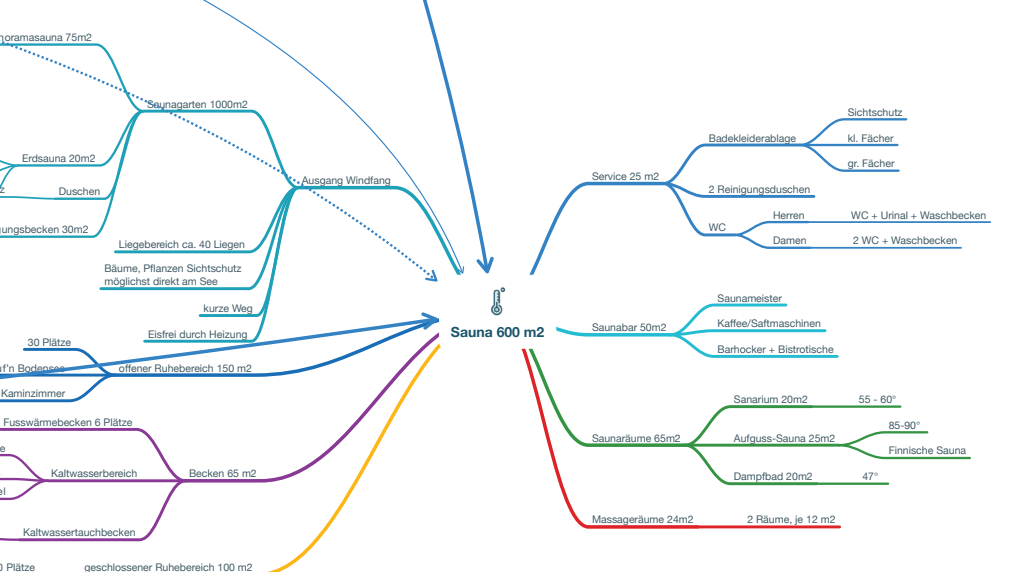 75m2
Saunagarten 1000m2
Erdsauna 20m2
Duschen
30m2
Ausgang Windfang
Liegebereich ca. 40 Liegen
Bäume, Pflanzen Sichtschutz
möglichst direkt am See
kurze Weg
Eisfrei durch Heizung
30 Plätze
Bodensee
offener Ruhebereich 150 m2
Kaminzimmer
Fusswärmebecken 6 Plätze
Kaltwasserbereich
Becken 65 m2
Kaltwassertauchbecken
Plätze
geschlossener Ruhebereich 100 m2
Sauna 600 m2
Service 25 m2
Badekleiderablage
Sichtschutz
kl. Fächer
gr. Fächer
2 Reinigungsduschen
WC
Herren
WC + Urinal + Waschbecken
Damen
2 WC + Waschbecken
Saunabar 50m2
Saunameister
Kaffee/Saftmaschinen
Barhocker + Bistrotische
Saunaräume 65m2
Sanarium 20m2
55 - 60°
Aufguss-Sauna 25m2
85-90°
Finnische Sauna
Dampfbad 20m2
47°
Massageräume 24m2
2 Räume, je 12 m2